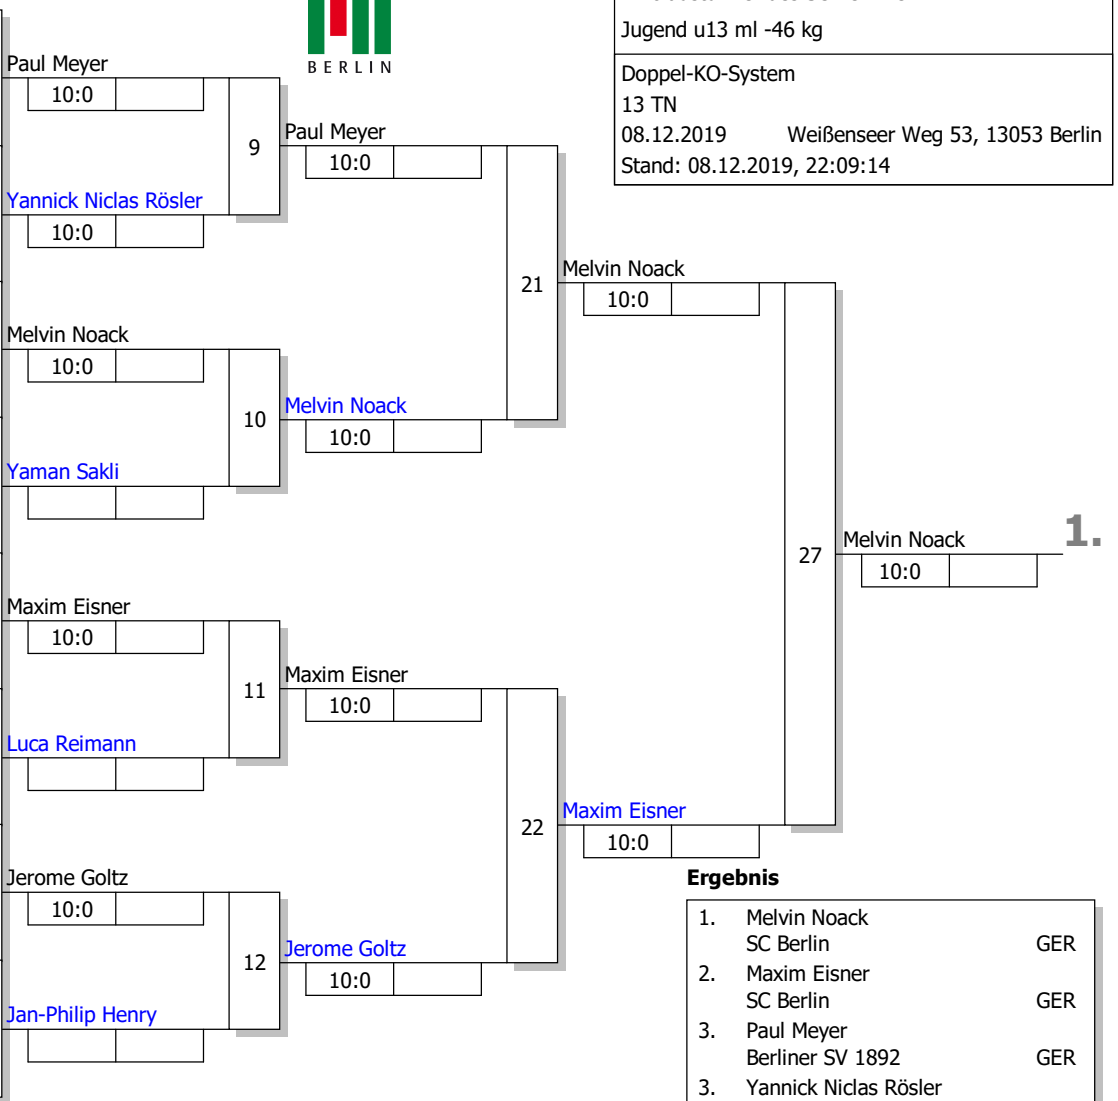 BERLIN
Jugend u13 ml -46 kg
Doppel-KO-System
13 TN
08.12.2019 Weißenseer Weg 53, 13053 Berlin
Stand: 08.12.2019, 22:09:14
Paul Meyer
10:0
9
Yannick Niclas Rösler
10:0
Melvin Noack
10:0
10
Yaman Sakli
Maxim Eisner
10:0
11
Luca Reimann
Jerome Goltz
10:0
12
Jan-Philip Henry
Paul Meyer
10:0
21
Melvin Noack
10:0
Maxim Eisner
10:0
22
Jerome Goltz
10:0
Melvin Noack
10:0
27
Maxim Eisner
10:0
Melvin Noack
1.
10:0
Ergebnis
1. Melvin Noack
SC Berlin GER
2. Maxim Eisner
SC Berlin GER
3. Paul Meyer
Berliner SV 1892 GER
3. Yannick Niclas Rösler